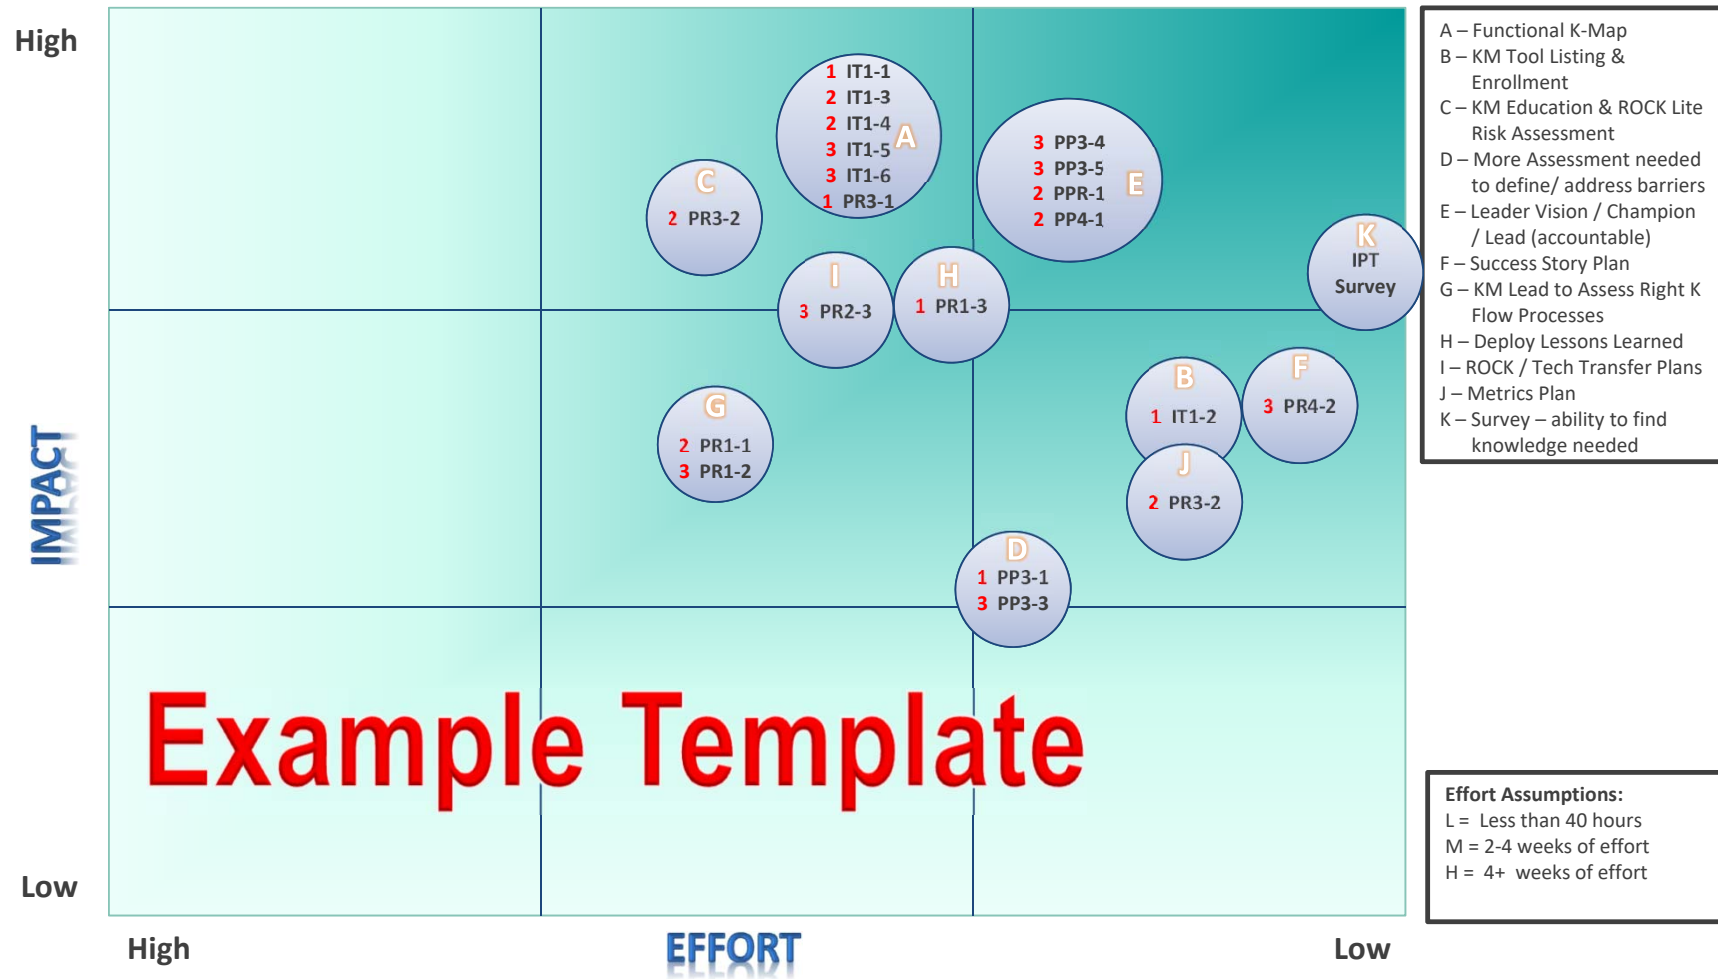 High
1 IT1-1
2 IT1-3
2 IT1-4
3 IT1-5
3 IT1-6
1 PR3-1
A
3 PP3-4
3 PP3-5
2 PPR-1
2 PP4-1
E
C
2 PR3-2
K
IPT
Survey
I
3 PR2-3
H
1 PR1-3
B
1 IT1-2
F
3 PR4-2
G
2 PR1-1
3 PR1-2
J
2 PR3-2
D
1 PP3-1
3 PP3-3
IMPACT
Example Template
Low
High
EFFORT
Low
A – Functional K-Map
B – KM Tool Listing &
Enrollment
C – KM Education & ROCK Lite
Risk Assessment
D – More Assessment needed
to define/ address barriers
E – Leader Vision / Champion
/ Lead (accountable)
F – Success Story Plan
G – KM Lead to Assess Right K
Flow Processes
H – Deploy Lessons Learned
I – ROCK / Tech Transfer Plans
J – Metrics Plan
K – Survey – ability to find
knowledge needed
Effort Assumptions:
L = Less than 40 hours
M = 2-4 weeks of effort
H = 4+ weeks of effort